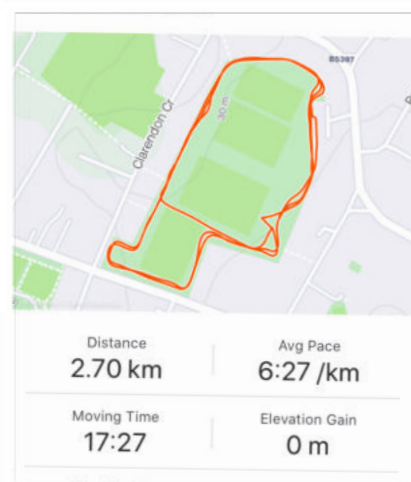 B5397
Clarendon Cr
30 m
Distance
2.70 km
Avg Pace
6:27 /km
Moving Time
17:27
Elevation Gain
0 m